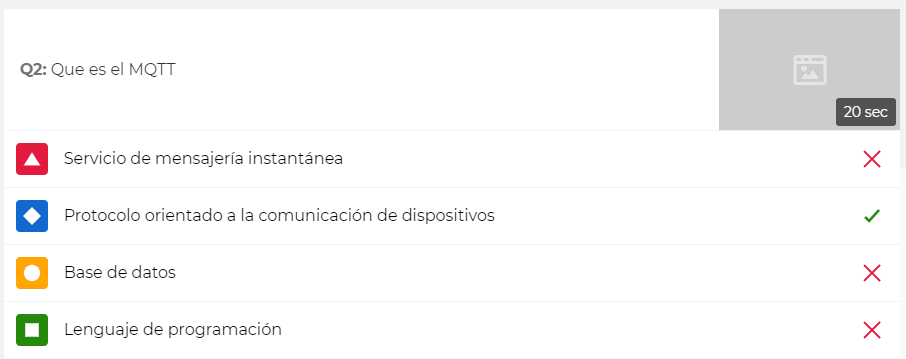 Q2: Que es el MQTT
20 sec
Servicio de mensajería instantánea
Protocolo orientado a la comunicación de dispositivos
Base de datos
Lenguaje de programación